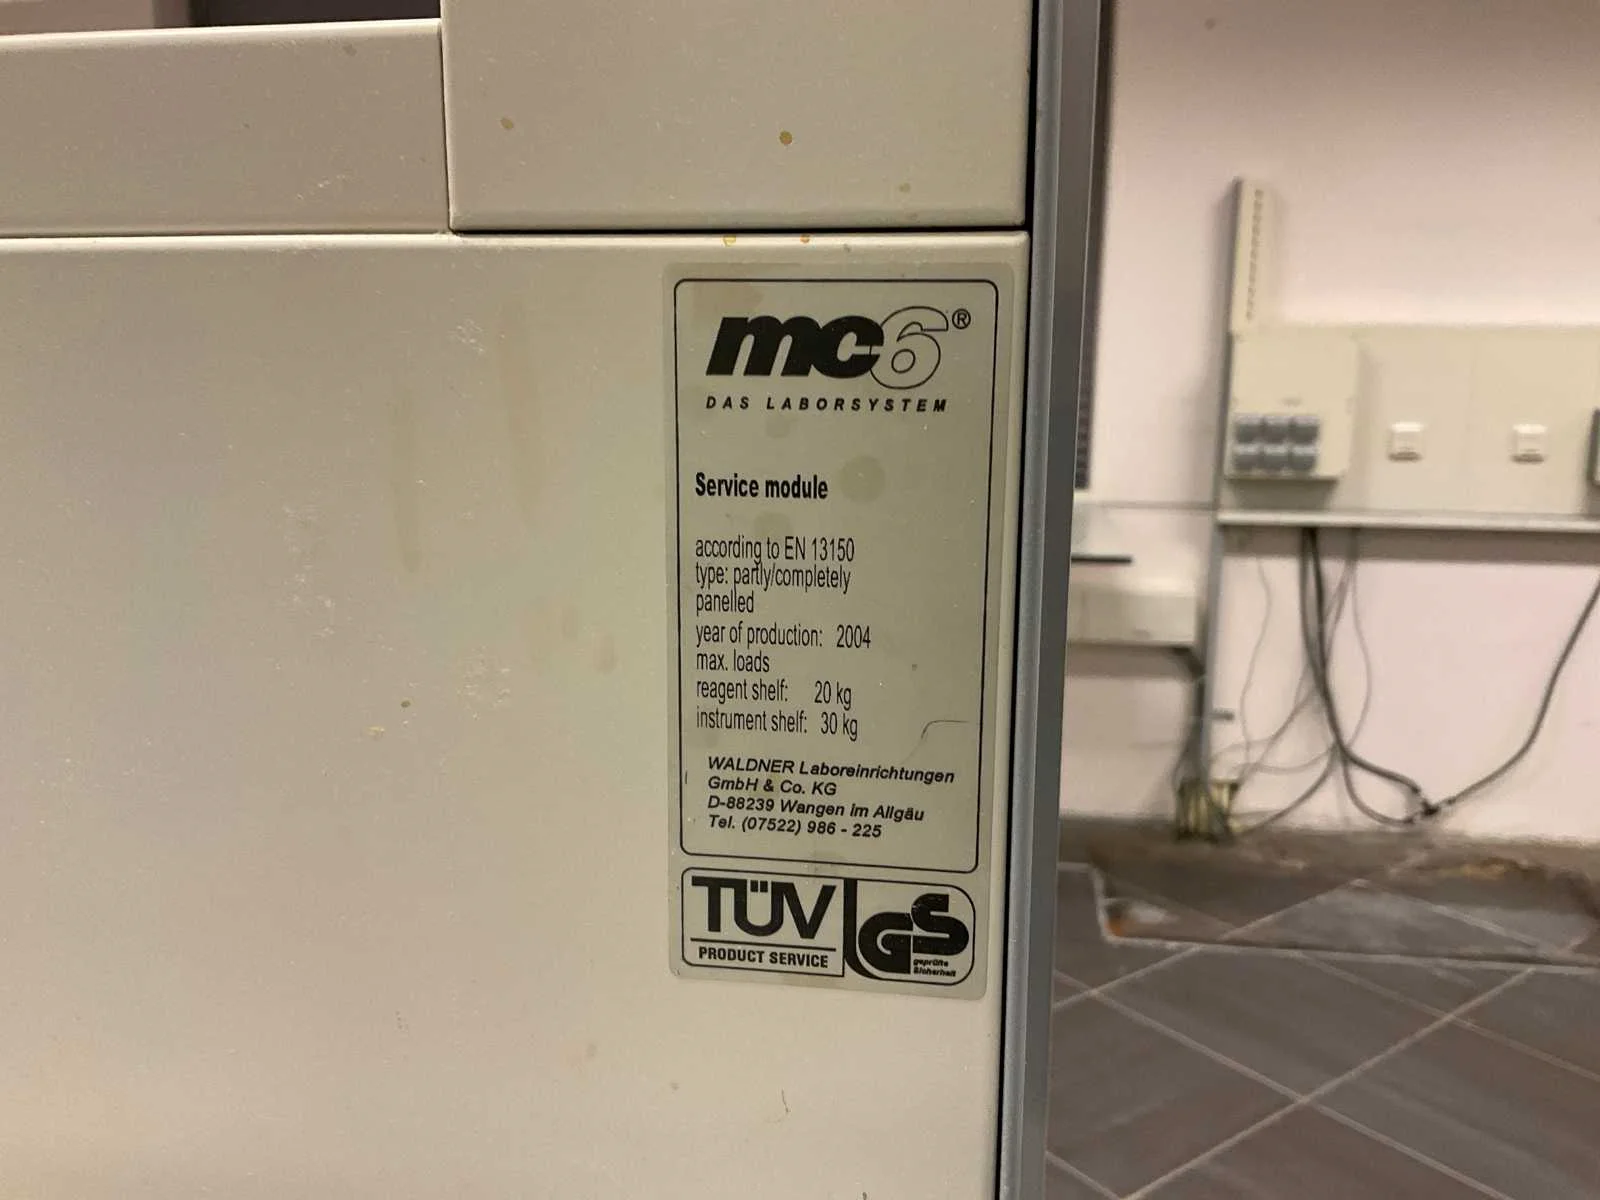 mc6®
DAS LABORSYSTEM
Service module
according to EN 13150
type: partly/completely
panelled
year of production: 2004
max. loads
reagent shelf: 20 kg
instrument shelf: 30 kg
WALDNER Laboreinrichtungen
GmbH & Co. KG
D-88239 Wangen im Allgäu
Tel. (07522) 986 - 225
TÜV
PRODUCT SERVICE
GS
geprüfte
Sicherheit